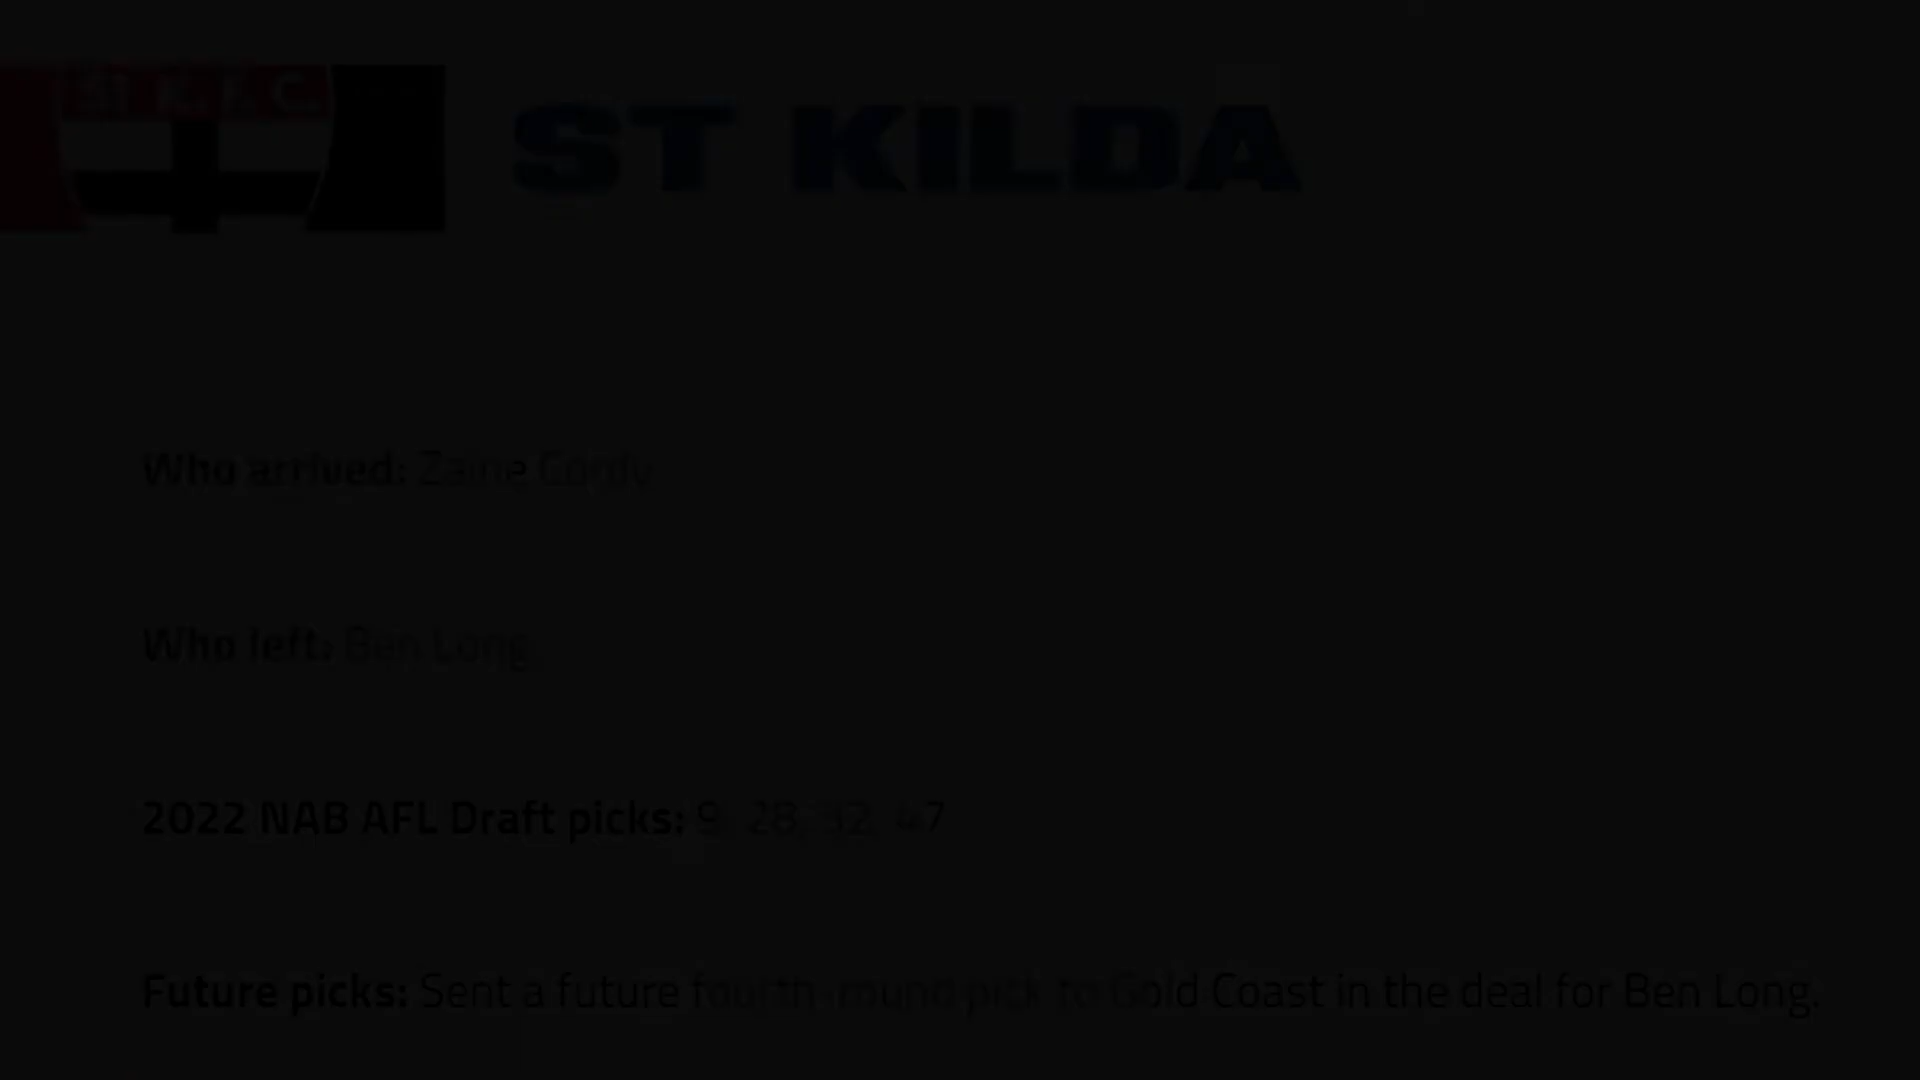 ST K. F. C.
ST KILDA
Who arrived: Zaine Cordy
Who left: Ben Long
2022 NAB AFL Draft picks: 9, 28, 32, 47
Future picks: Sent a future fourth-round pick to Gold Coast in the deal for Ben Long.